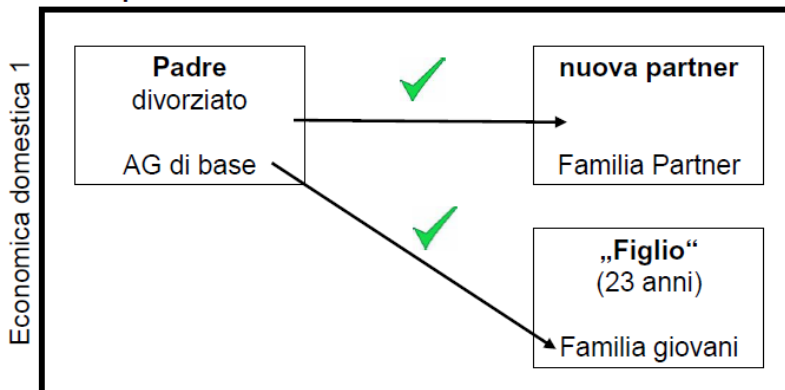 Economica domestica 1
Padre
divorziato
AG di base
nuova partner
Familia Partner
„Figlio“
(23 anni)
Familia giovani